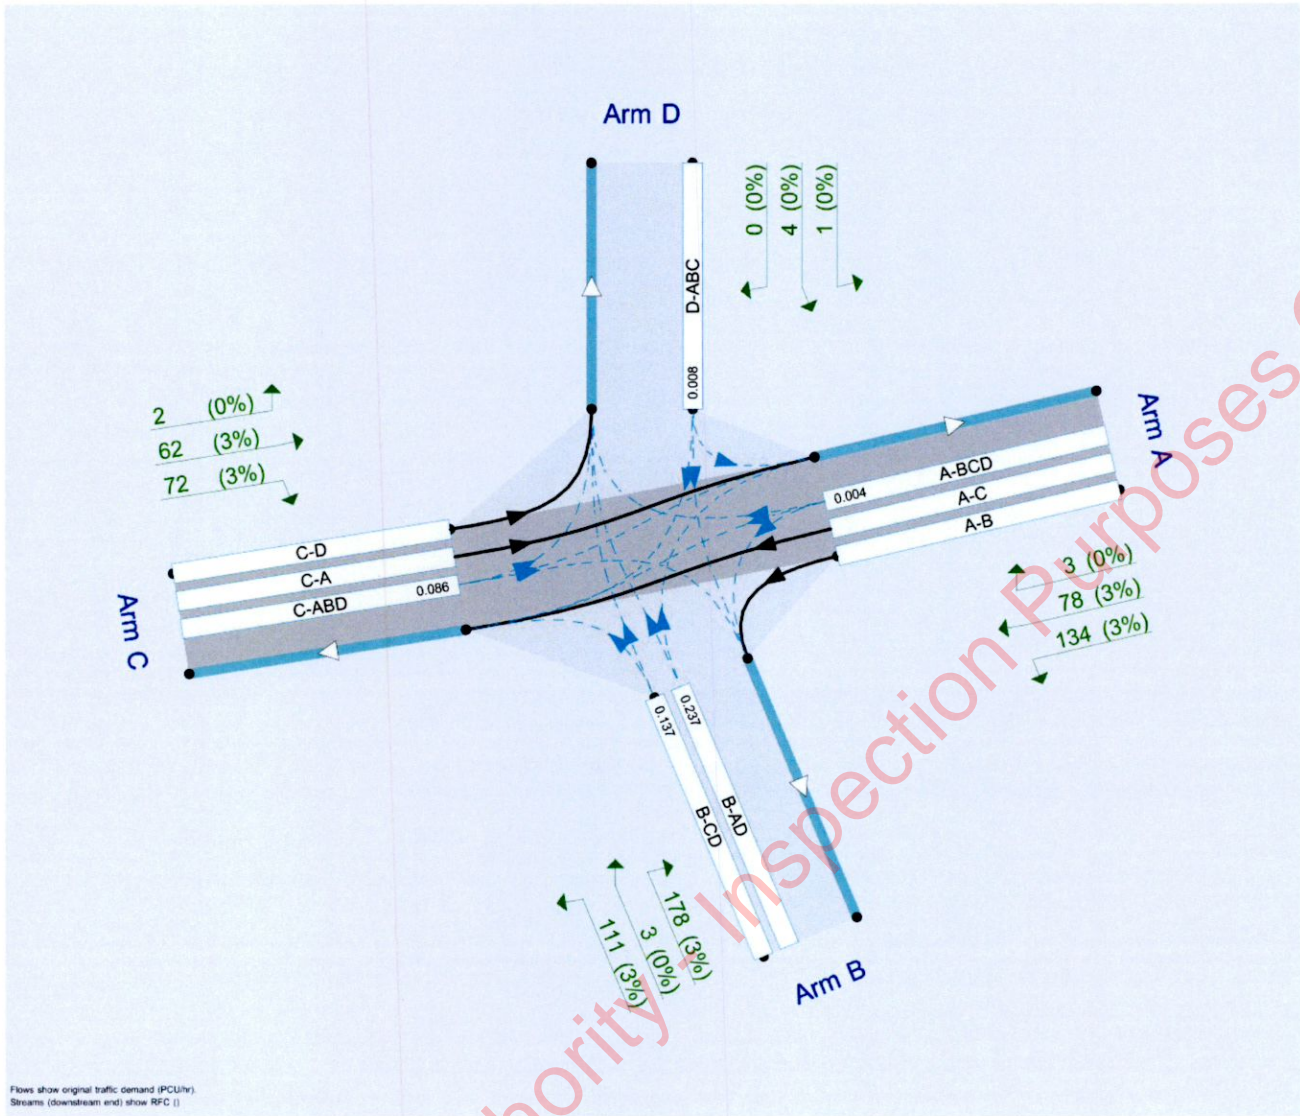 Arm D
0 (0%)
4 (0%)
1 (0%)
D-ABC
0.008
2 (0%)
62 (3%)
72 (3%)
Arm A
A-BCD
0.004
A-C
A-B
C-D
C-A
C-ABD
0.086
Arm C
3 (0%)
78 (3%)
134 (3%)
0.137
0.237
B-CD
B-AD
111 (3%)
3 (0%)
178 (3%)
Arm B
Inspection Purposes
Flows show original traffic demand (PCU/hr).
Streams (downstream end) show RFC ()